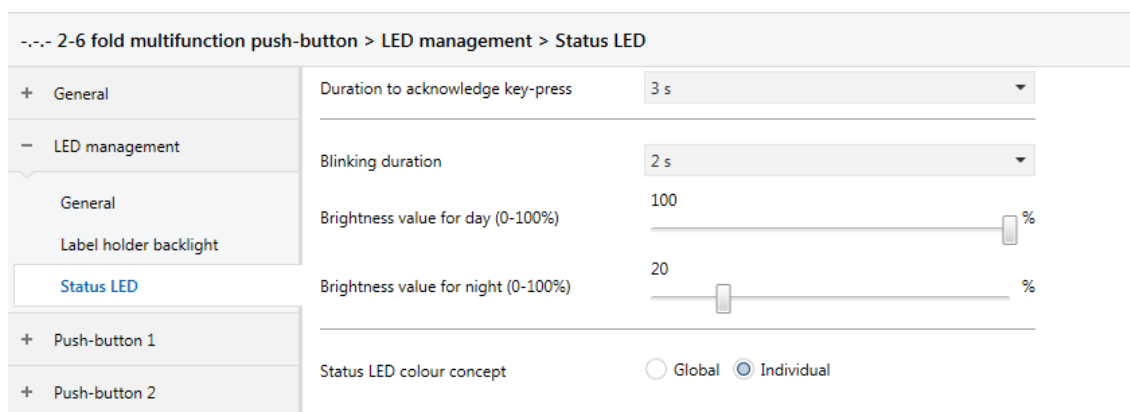 -.-.- 2-6 fold multifunction push-button > LED management > Status LED
+ General
− LED management
General
Label holder backlight
Status LED
+ Push-button 1
+ Push-button 2
Duration to acknowledge key-press 3 s
Blinking duration 2 s
Brightness value for day (0-100%) 100 %
Brightness value for night (0-100%) 20 %
Status LED colour concept Global Individual